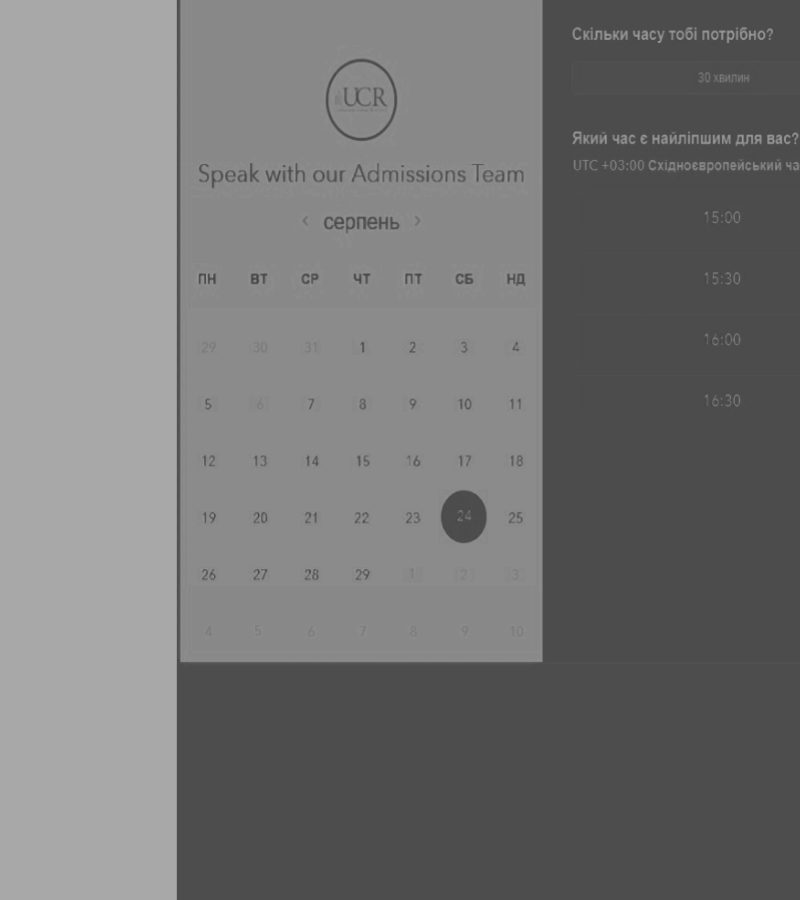 UCR
Speak with our Admissions Team
‹ серпень ›
ПН ВТ СР ЧТ ПТ СБ НД
29 30 31 1 2 3 4
5 6 7 8 9 10 11
12 13 14 15 16 17 18
19 20 21 22 23 24 25
26 27 28 29 1 2 3
4 5 6 7 8 9 10
Скільки часу тобі потрібно?
30 хвилин
Який час є найліпшим для вас?
UTC +03:00 Східноєвропейський ча
15:00
15:30
16:00
16:30